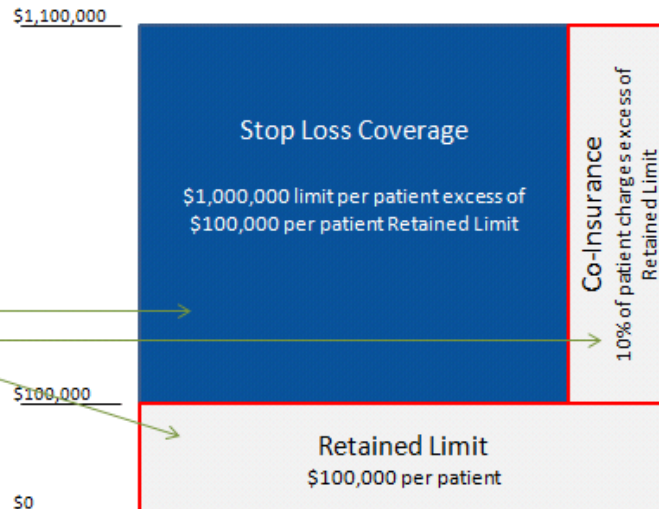 $1,100,000
Stop Loss Coverage
$1,000,000 limit per patient excess of
$100,000 per patient Retained Limit
Co-Insurance
10% of patient charges excess of
Retained Limit
$100,000
Retained Limit
$100,000 per patient
$0